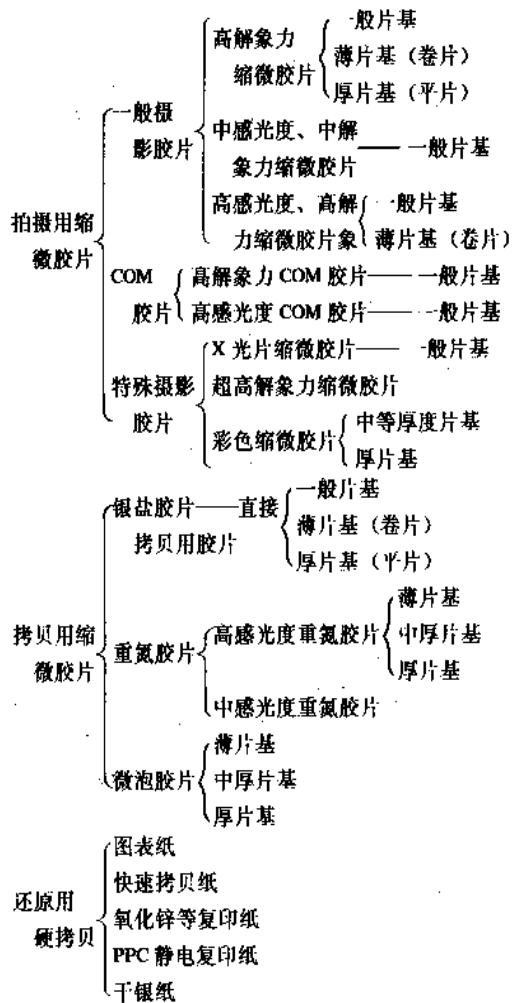 高解象力
缩微胶片
一般片基
薄片基（卷片）
厚片基（平片）
一般摄
影胶片
中感光度、中解
象力缩微胶片——一般片基
高感光度、高解
力缩微胶片象
一般片基
薄片基（卷片）
拍摄用缩
微胶片
COM
胶片
高解象力 COM 胶片——一般片基
高感光度 COM 胶片——一般片基
特殊摄影
胶片
X 光片缩微胶片——一般片基
超高解象力缩微胶片
彩色缩微胶片
中等厚度片基
厚片基
银盐胶片——直接
拷贝用胶片
一般片基
薄片基（卷片）
厚片基（平片）
拷贝用缩
微胶片
重氮胶片
高感光度重氮胶片
薄片基
中厚片基
厚片基
中感光度重氮胶片
微泡胶片
薄片基
中厚片基
厚片基
还原用
硬拷贝
图表纸
快速拷贝纸
氧化锌等复印纸
PPC 静电复印纸
干银纸